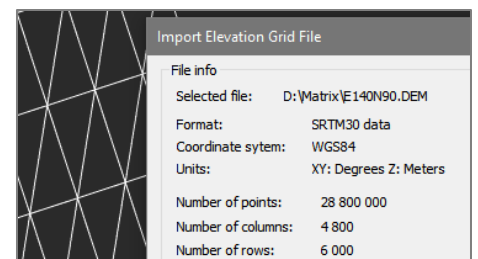 Import Elevation Grid File
File info
Selected file: D:\Matrix\E140N90.DEM
Format: SRTM30 data
Coordinate sytem: WGS84
Units: XY: Degrees Z: Meters
Number of points: 28 800 000
Number of columns: 4 800
Number of rows: 6 000